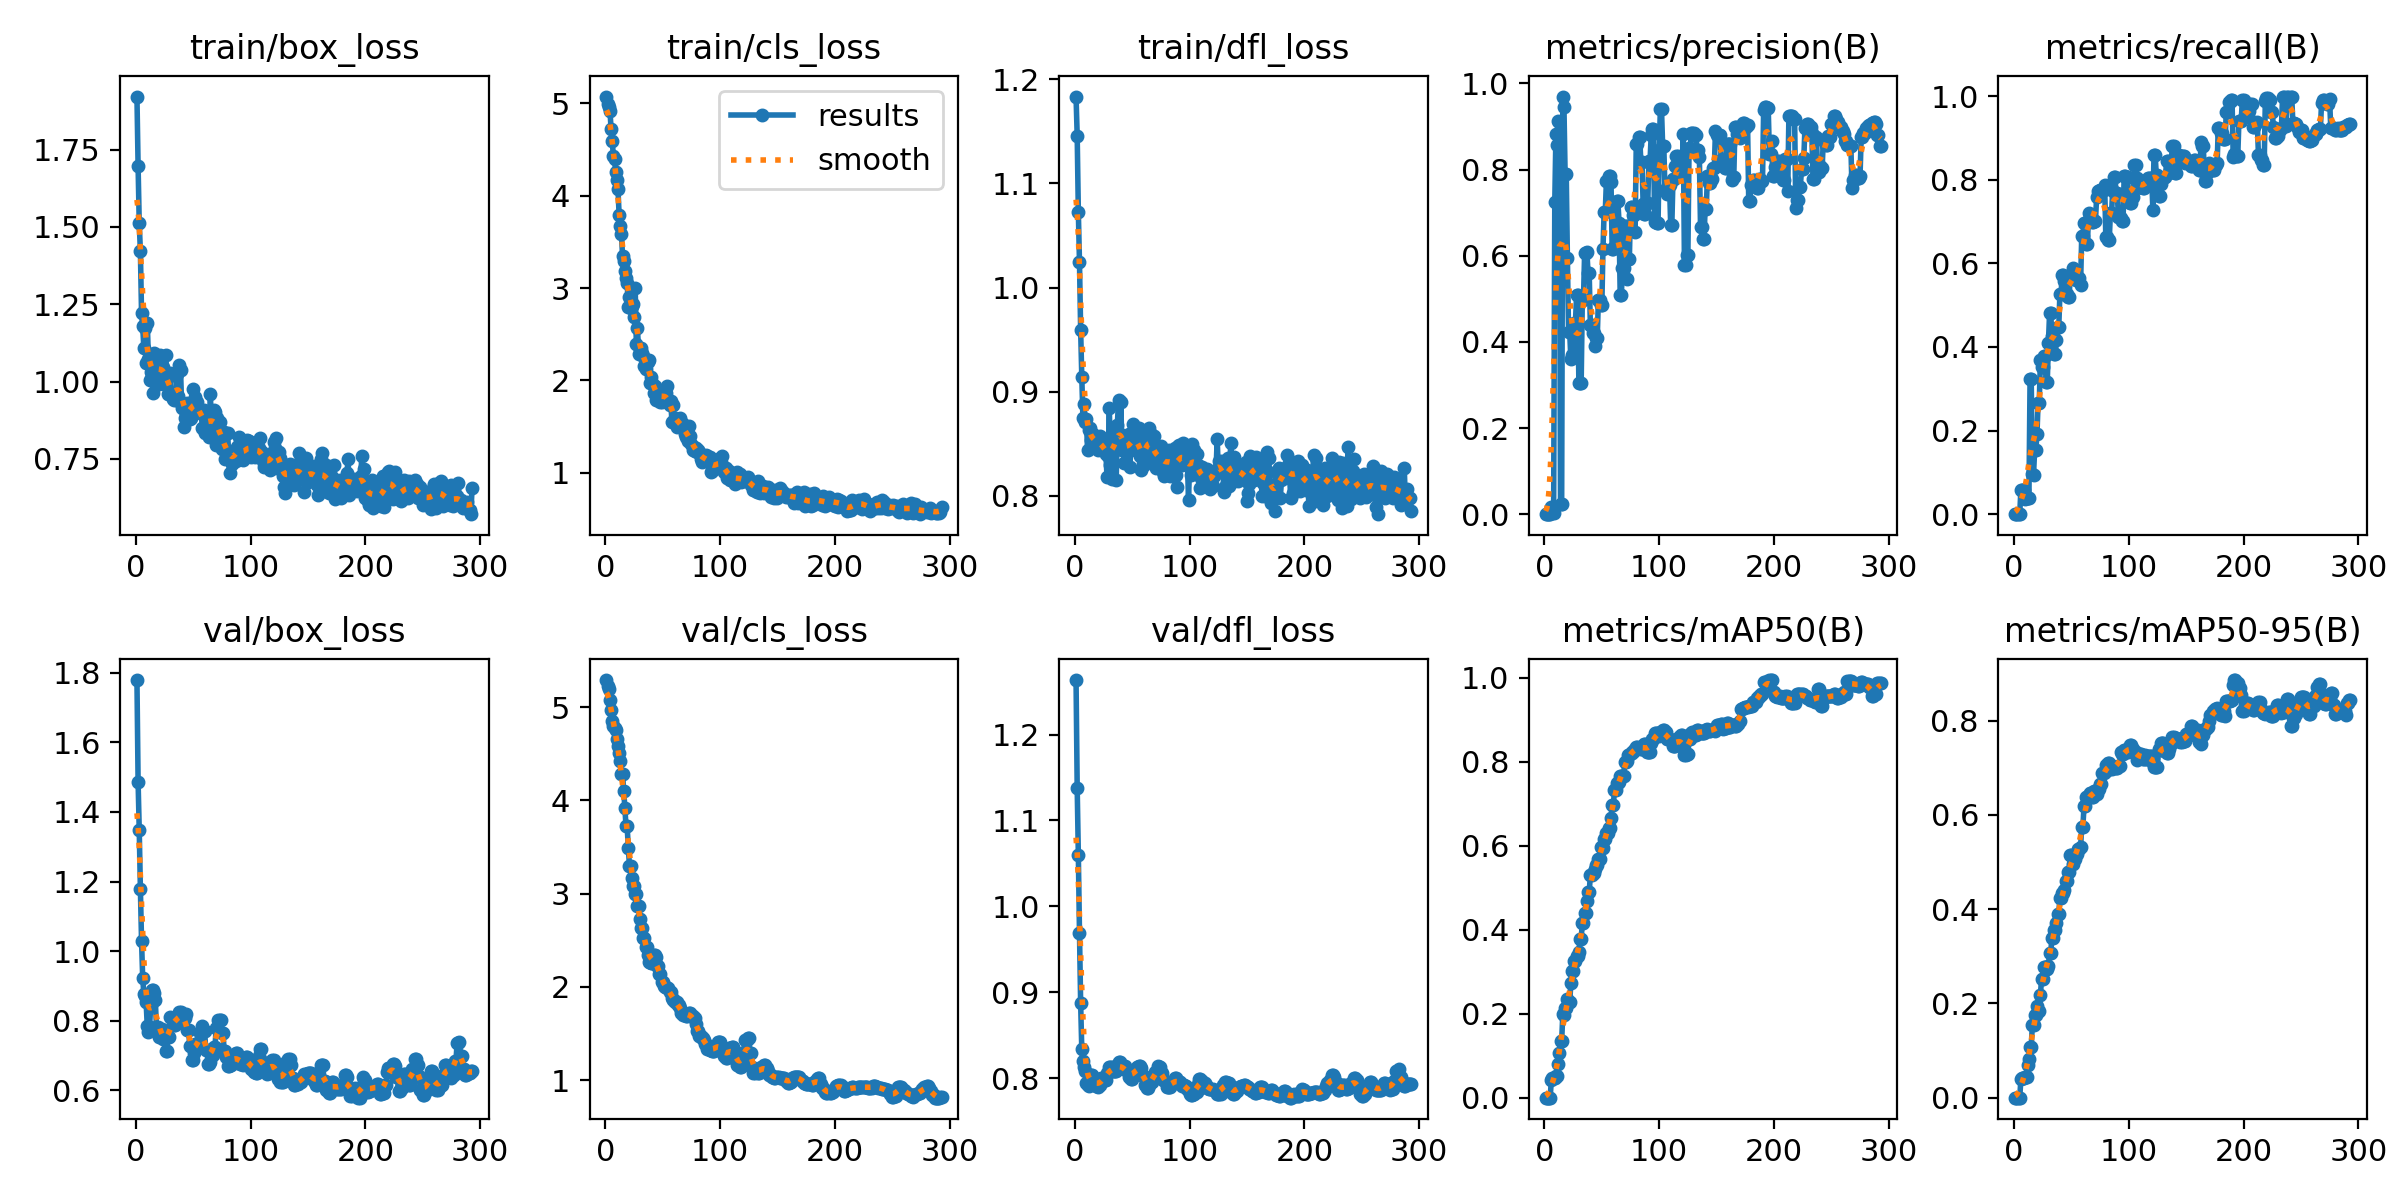 train/box_loss
1.75
1.50
1.25
1.00
0.75
0 100 200 300
train/cls_loss
results
smooth
5
4
3
2
1
0 100 200 300
train/dfl_loss
1.2
1.1
1.0
0.9
0.8
0 100 200 300
metrics/precision(B)
1.0
0.8
0.6
0.4
0.2
0.0
0 100 200 300
metrics/recall(B)
1.0
0.8
0.6
0.4
0.2
0.0
0 100 200 300
val/box_loss
1.8
1.6
1.4
1.2
1.0
0.8
0.6
0 100 200 300
val/cls_loss
5
4
3
2
1
0 100 200 300
val/dfl_loss
1.2
1.1
1.0
0.9
0.8
0 100 200 300
metrics/mAP50(B)
1.0
0.8
0.6
0.4
0.2
0.0
0 100 200 300
metrics/mAP50-95(B)
0.8
0.6
0.4
0.2
0.0
0 100 200 300